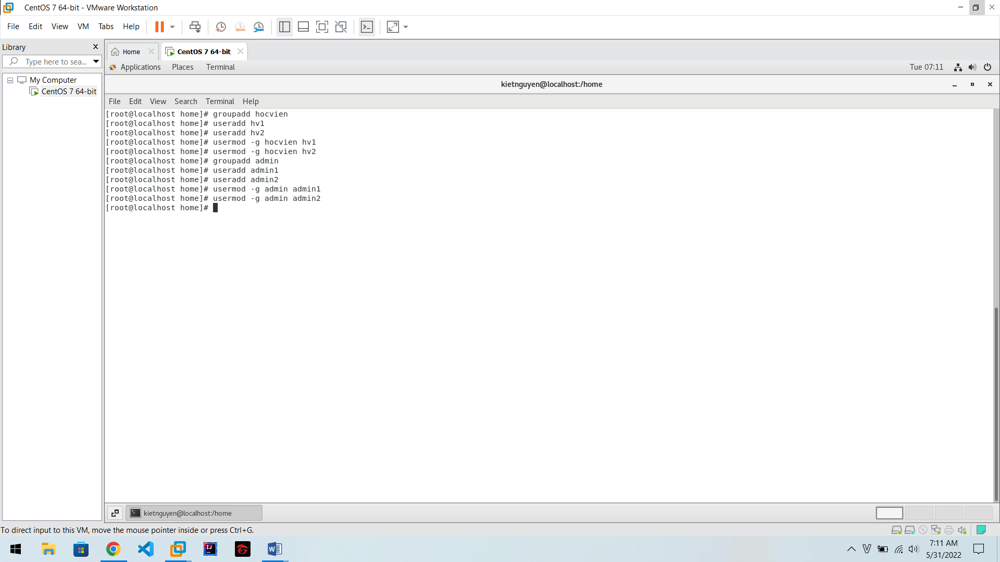 CentOS 7 64-bit - VMware Workstation
File Edit View VM Tabs Help
Library
Home
CentOS 7 64-bit
Type here to sea...
My Computer
CentOS 7 64-bit
Applications Places Terminal
Tue 07:11
kietnguyen@localhost:/home
File Edit View Search Terminal Help
[root@localhost home]# groupadd hocvien
[root@localhost home]# useradd hv1
[root@localhost home]# useradd hv2
[root@localhost home]# usermod -g hocvien hv1
[root@localhost home]# usermod -g hocvien hv2
[root@localhost home]# groupadd admin
[root@localhost home]# useradd admin1
[root@localhost home]# useradd admin2
[root@localhost home]# usermod -g admin admin1
[root@localhost home]# usermod -g admin admin2
[root@localhost home]#
kietnguyen@localhost:/home
To direct input to this VM, move the mouse pointer inside or press Ctrl+G.
7:11 AM
5/31/2022